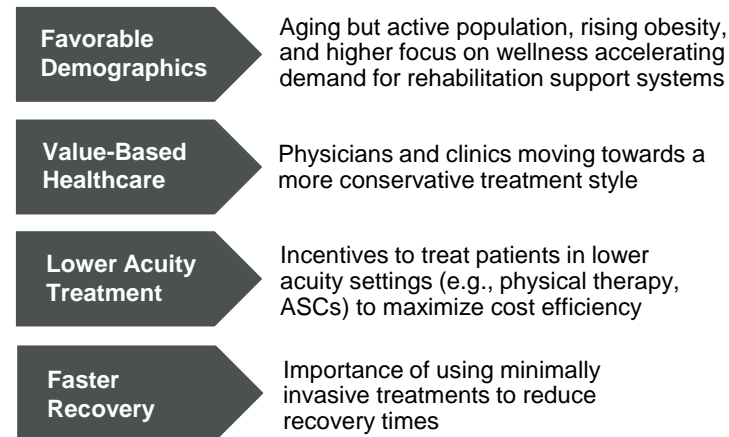 Favorable
Demographics
Aging but active population, rising obesity,
and higher focus on wellness accelerating
demand for rehabilitation support systems
Value-Based
Healthcare
Physicians and clinics moving towards a
more conservative treatment style
Lower Acuity
Treatment
Incentives to treat patients in lower
acuity settings (e.g., physical therapy,
ASCs) to maximize cost efficiency
Faster
Recovery
Importance of using minimally
invasive treatments to reduce
recovery times